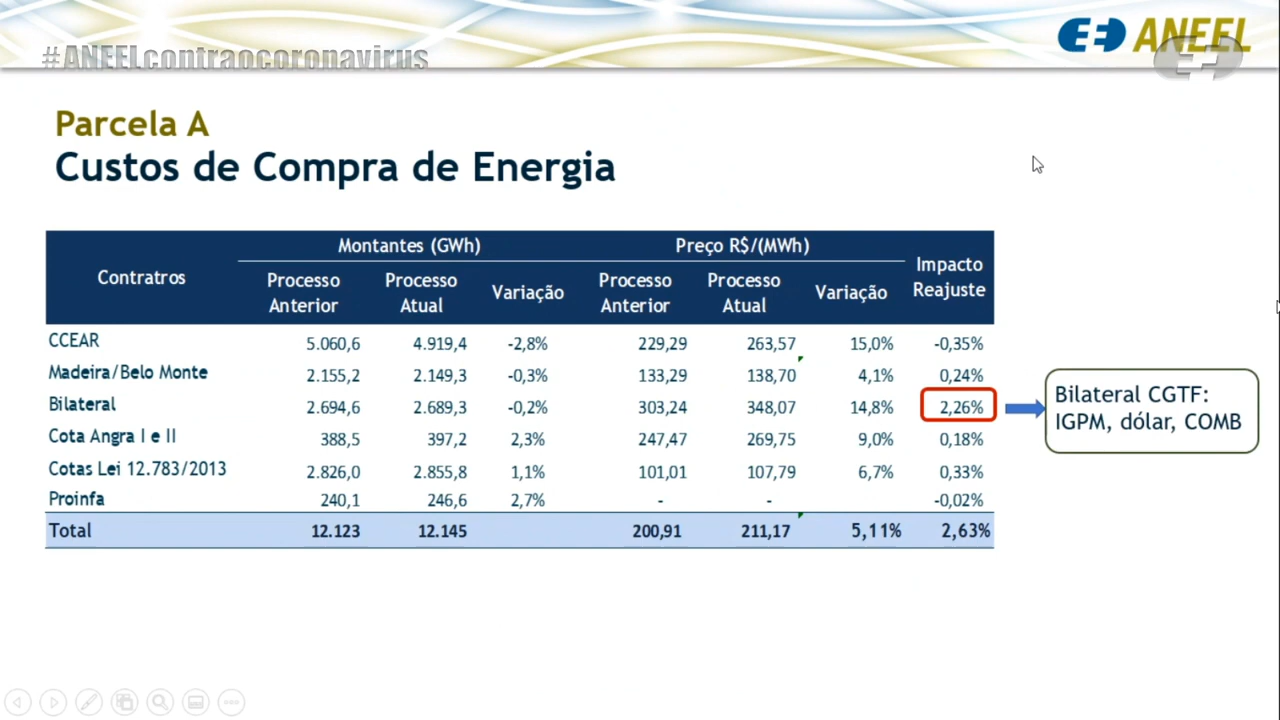 #ANEELcontraocoronavirus
ANEEL
Parcela A
Custos de Compra de Energia
Contratros Montantes (GWh) Preço R$/(MWh) Impacto Reajuste
Processo Anterior Processo Atual Variação Processo Anterior Processo Atual Variação
CCEAR 5.060,6 4.919,4 -2,8% 229,29 263,57 15,0% -0,35%
Madeira/Belo Monte 2.155,2 2.149,3 -0,3% 133,29 138,70 4,1% 0,24%
Bilateral 2.694,6 2.689,3 -0,2% 303,24 348,07 14,8% 2,26%
Cota Angra I e II 388,5 397,2 2,3% 247,47 269,75 9,0% 0,18%
Cotas Lei 12.783/2013 2.826,0 2.855,8 1,1% 101,01 107,79 6,7% 0,33%
Proinfa 240,1 246,6 2,7% - - -0,02%
Total 12.123 12.145 200,91 211,17 5,11% 2,63%
Bilateral CGTF:
IGPM, dólar, COMB